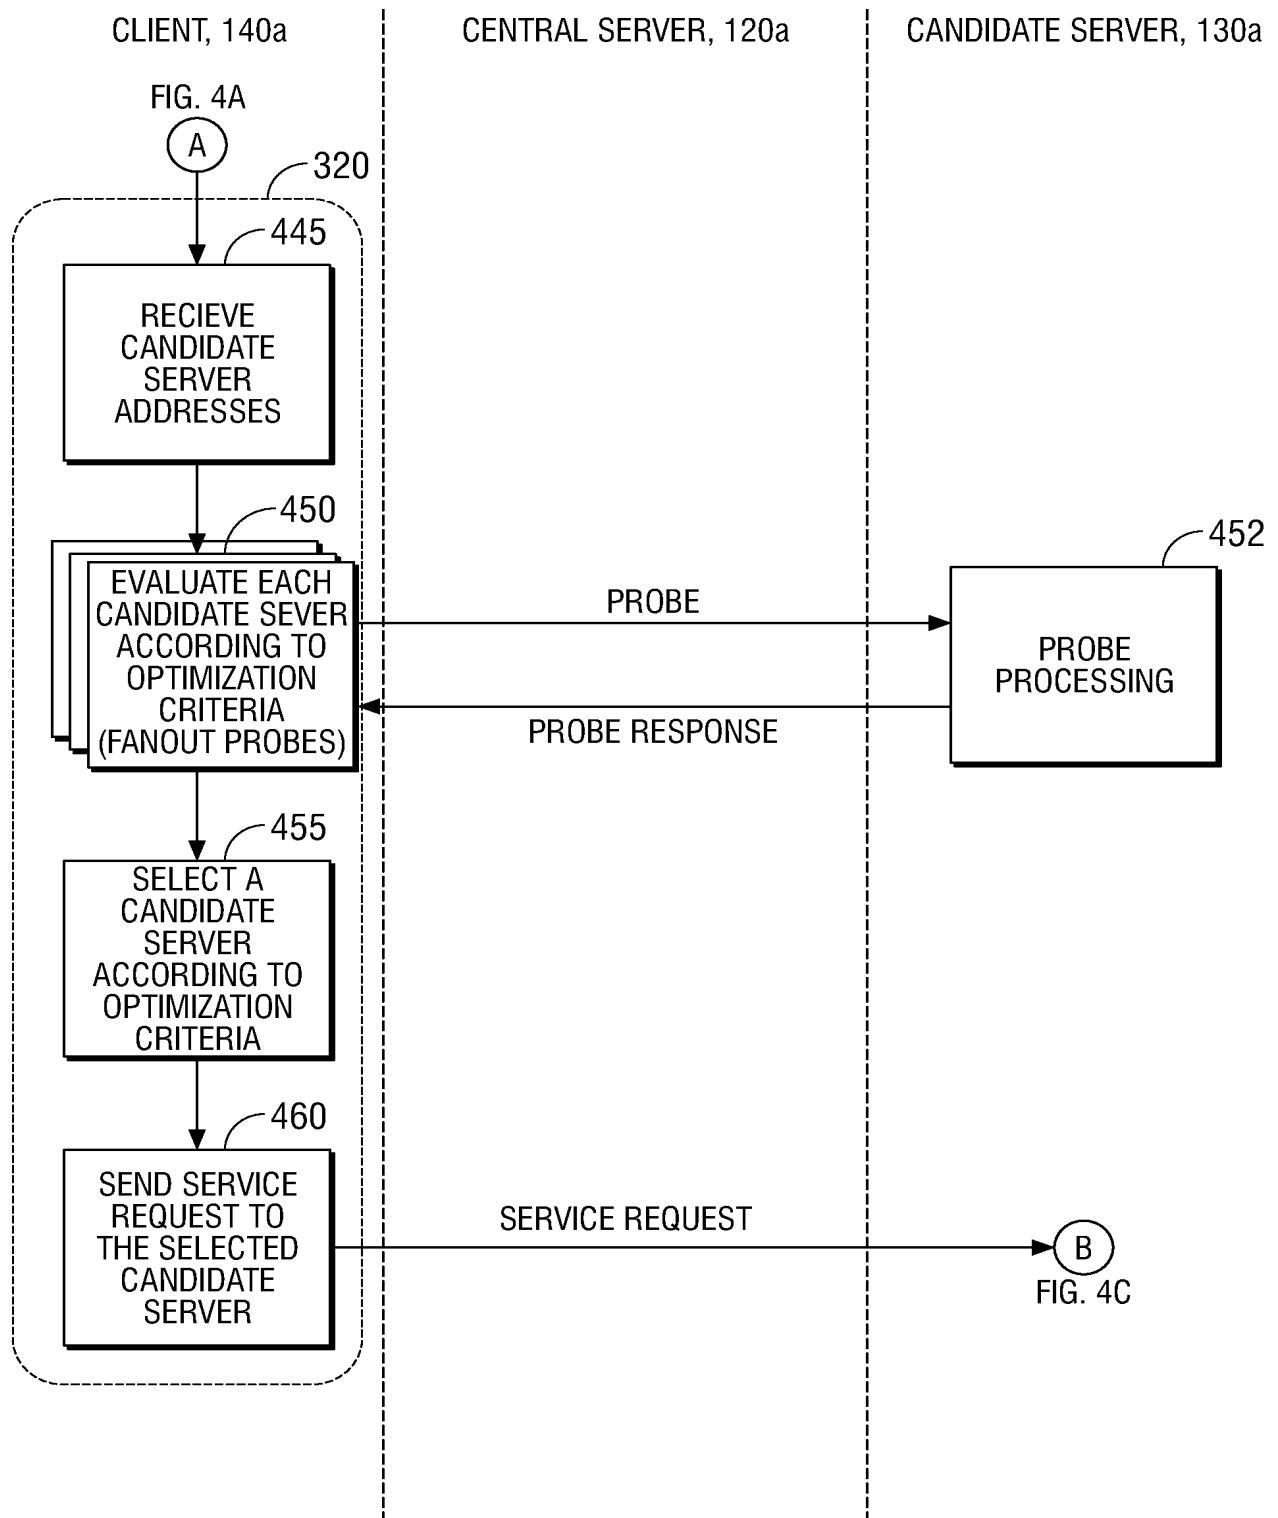 CLIENT, 140a
CENTRAL SERVER, 120a
CANDIDATE SERVER, 130a
FIG. 4A
A
320
445
RECIEVE
CANDIDATE
SERVER
ADDRESSES
450
EVALUATE EACH
CANDIDATE SEVER
ACCORDING TO
OPTIMIZATION
CRITERIA
(FANOUT PROBES)
PROBE
PROBE RESPONSE
452
PROBE
PROCESSING
455
SELECT A
CANDIDATE
SERVER
ACCORDING TO
OPTIMIZATION
CRITERIA
460
SEND SERVICE
REQUEST TO
THE SELECTED
CANDIDATE
SERVER
SERVICE REQUEST
B
FIG. 4C